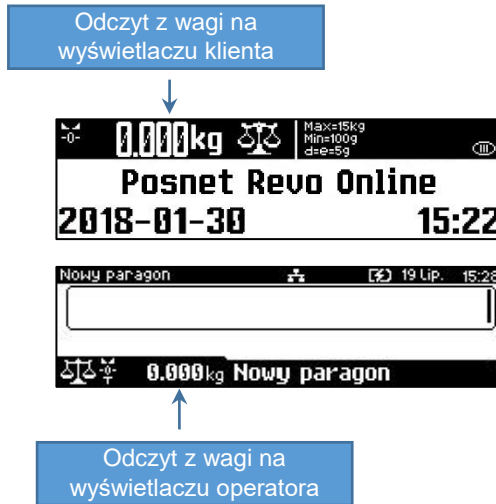 Odczyt z wagi na
wyświetlaczu klienta
-0- 0.000kg Max=15kg
Min=100g
d=e=5g
III
Posnet Revo Online
2018-01-30 15:22
Nowy paragon 19 Lip. 15:28
0.000kg Nowy paragon
Odczyt z wagi na
wyświetlaczu operatora